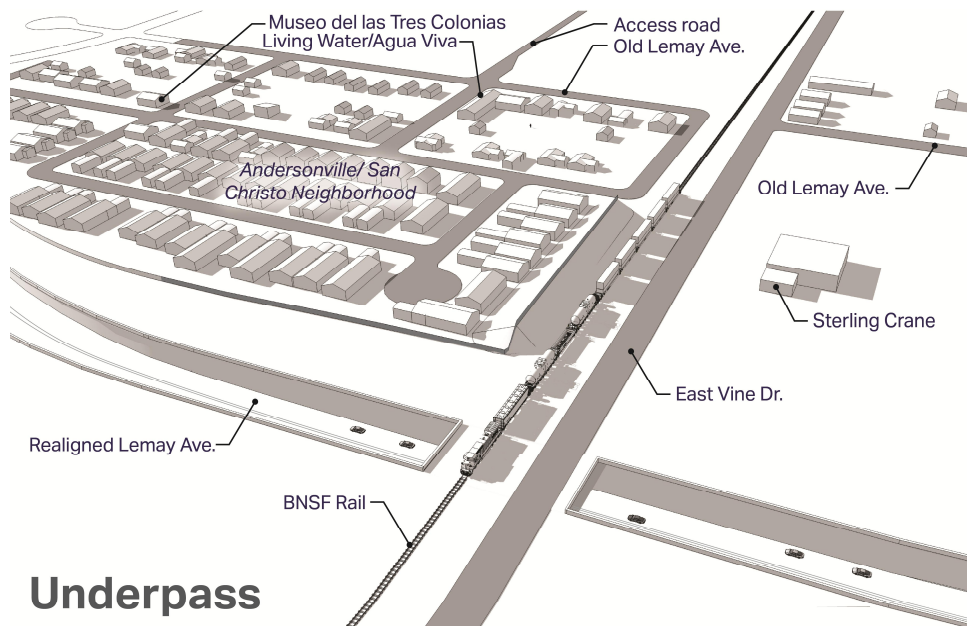 Museo del las Tres Colonias
Living Water/Agua Viva
Access road
Old Lemay Ave.
Andersonville/ San
Christo Neighborhood
Old Lemay Ave.
Sterling Crane
East Vine Dr.
Realigned Lemay Ave.
BNSF Rail
Underpass